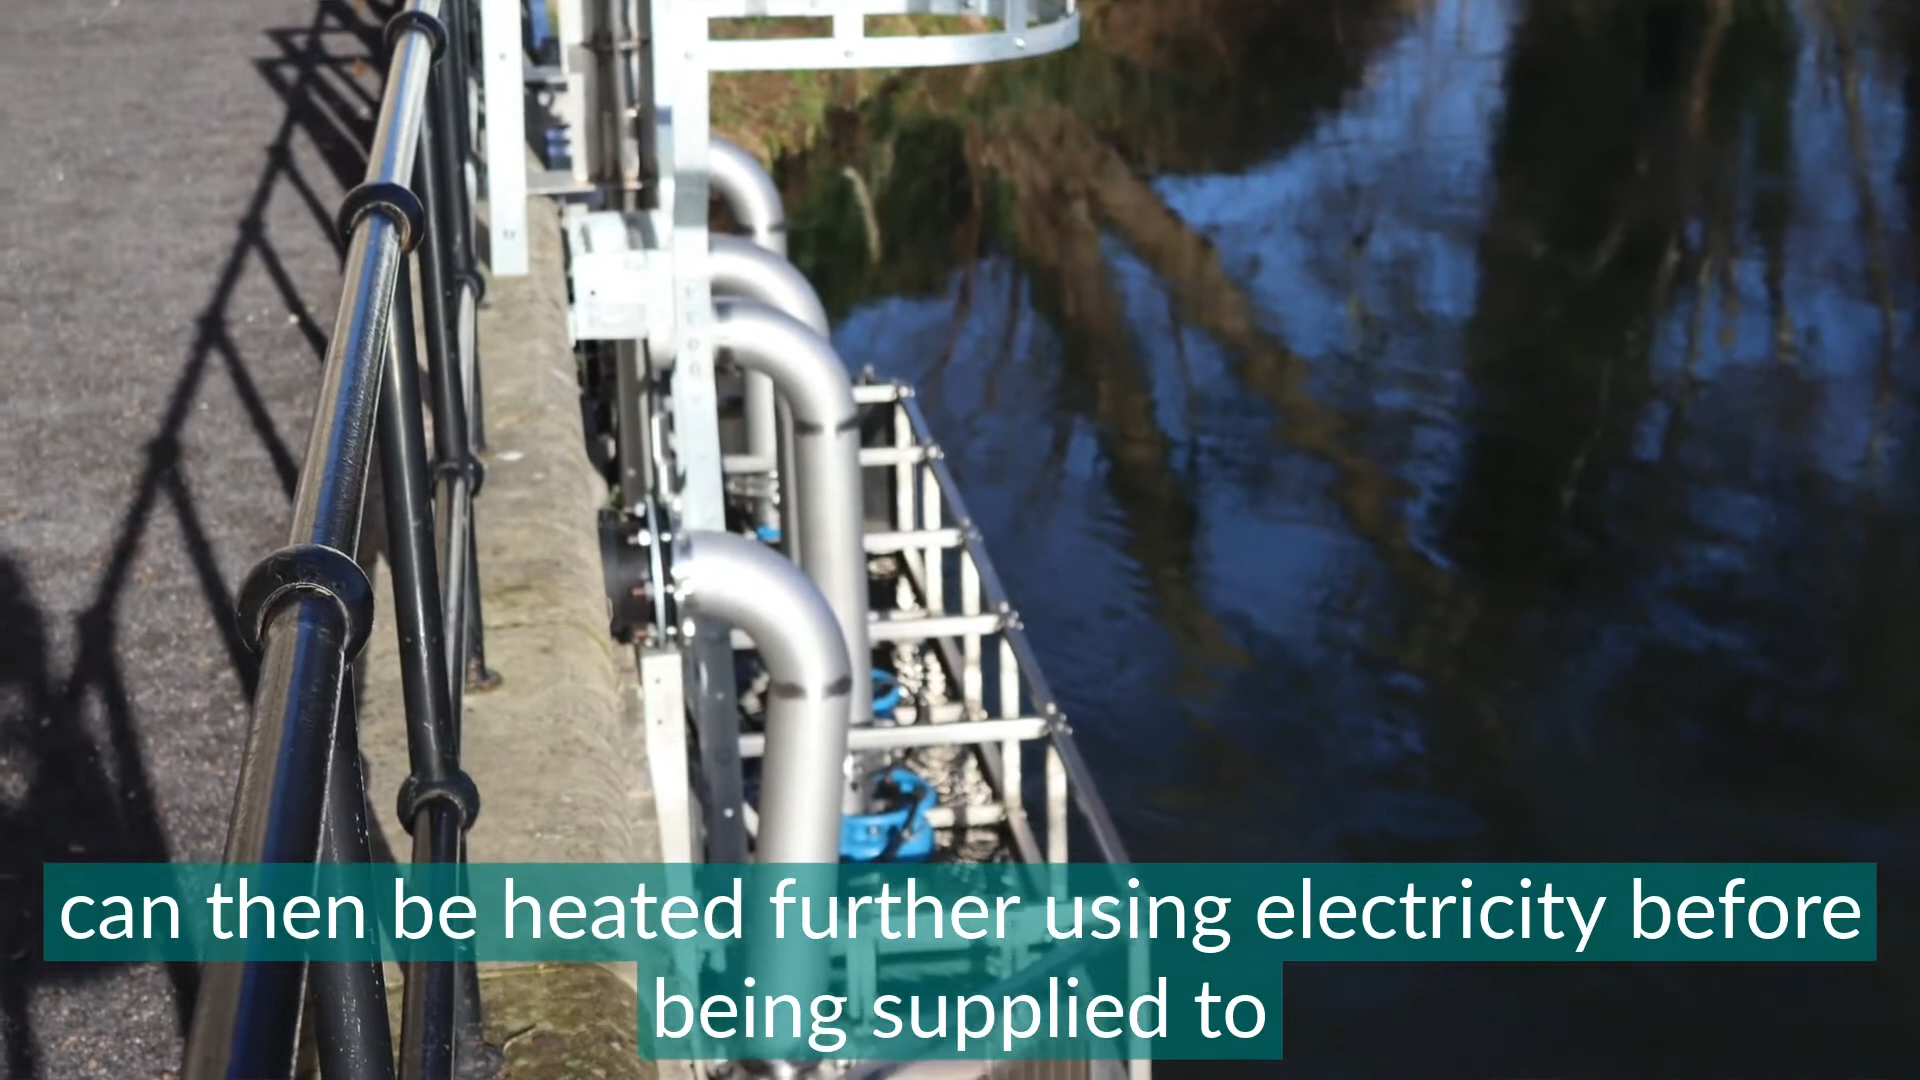 can then be heated further using electricity before
being supplied to